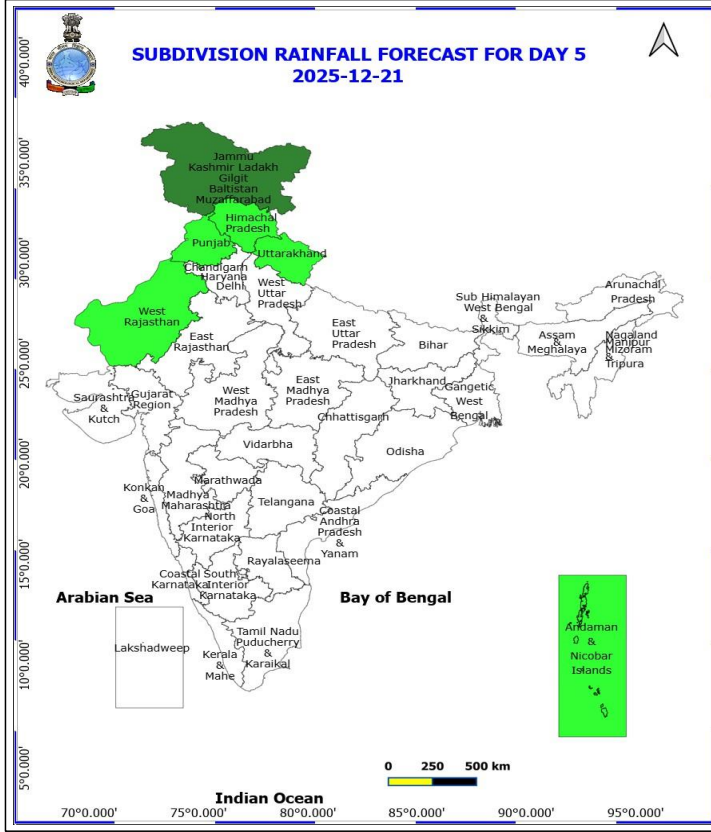 SUBDIVISION RAINFALL FORECAST FOR DAY 5
2025-12-21
40°0.000'
35°0.000'
30°0.000'
25°0.000'
20°0.000'
15°0.000'
10°0.000'
5°0.000'
Jammu
Kashmir Ladakh
Gilgit
Baltistan
Muzaffarabad
Himachal
Pradesh
Punjab
Uttarakhand
Chandigarh
Haryana
Delhi
West
Uttar
Pradesh
West
Rajasthan
East
Rajasthan
East
Uttar
Pradesh
Bihar
Sub Himalayan
West Bengal
&
Sikkim
Arunachal
Pradesh
Assam
&
Meghalaya
Nagaland
Manipur
Mizoram
&
Tripura
Saurashtra
&
Kutch
Gujarat
Region
West
Madhya
Pradesh
East
Madhya
Pradesh
Jharkhand
Gangetic
West
Bengal
Chhattisgarh
Odisha
Vidarbha
Konkan
&
Goa
Madhya
Maharashtra
Marathwada
Telangana
North
Interior
Karnataka
Coastal
Andhra
Pradesh
&
Yanam
Rayalaseema
Coastal
Karnataka
South
Interior
Karnataka
Arabian Sea
Bay of Bengal
Lakshadweep
Kerala
&
Mahe
Tamil Nadu
Puducherry
&
Karaikal
Andaman
&
Nicobar
Islands
0 250 500 km
Indian Ocean
70°0.000' 75°0.000' 80°0.000' 85°0.000' 90°0.000' 95°0.000'